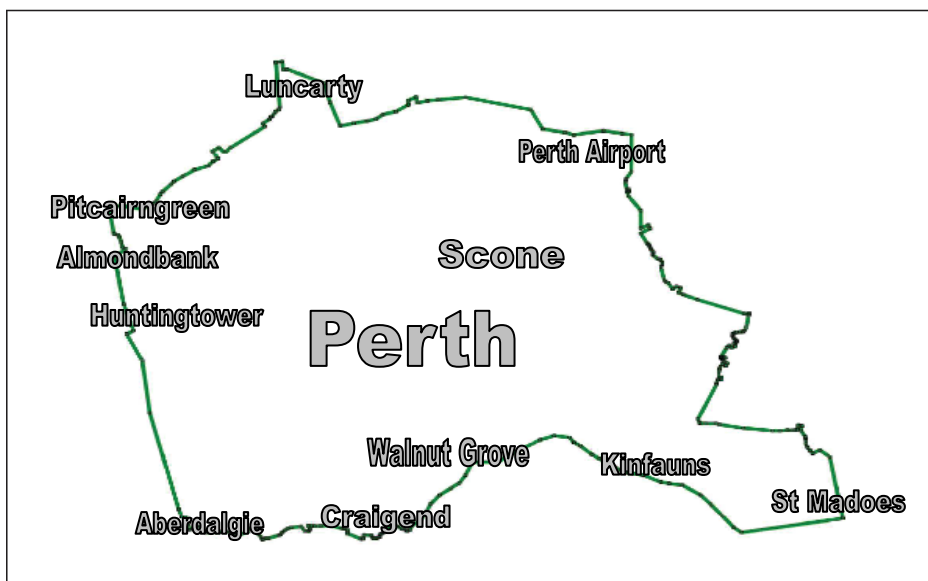 Luncarty
Perth Airport
Pitcairngreen
Almondbank
Scone
Huntingtower
Perth
Walnut Grove
Kinfauns
St Madoes
Craigend
Aberdalgie